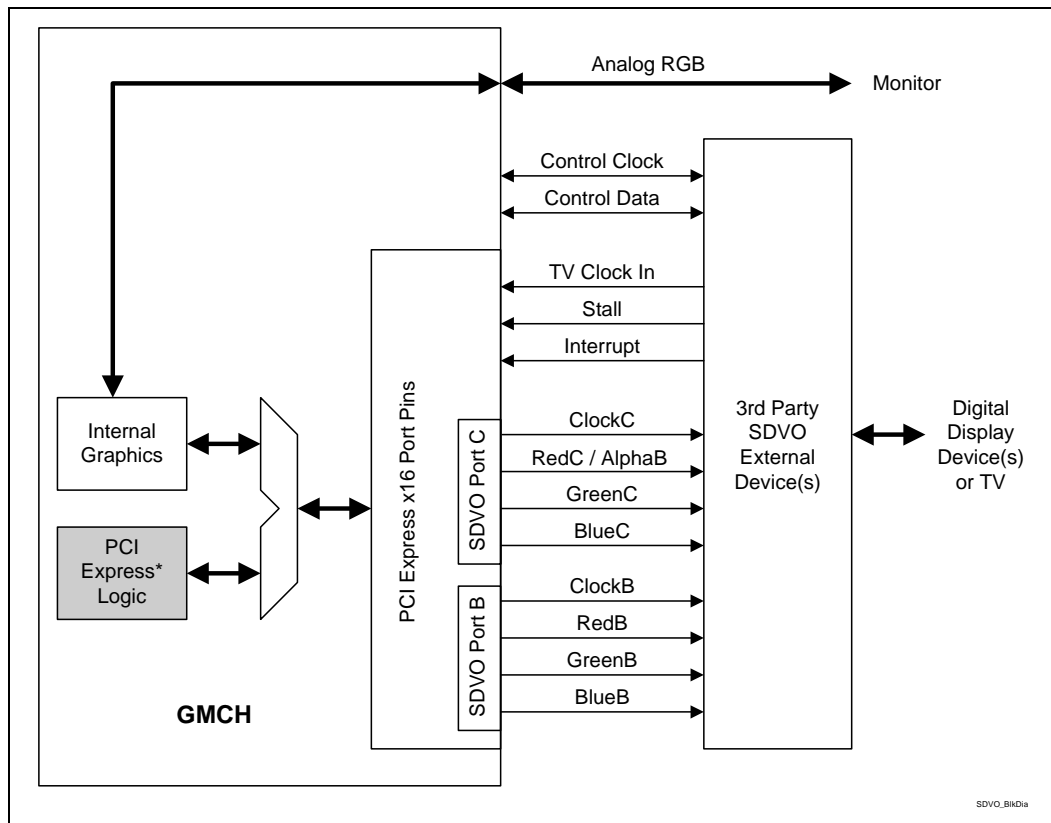 Analog RGB
Monitor
Control Clock
Control Data
TV Clock In
Stall
Interrupt
Internal
Graphics
PCI
Express*
Logic
GMCH
PCI Express x16 Port Pins
SDVO Port C
SDVO Port B
ClockC
RedC / AlphaB
GreenC
BlueC
ClockB
RedB
GreenB
BlueB
3rd Party
SDVO
External
Device(s)
Digital
Display
Device(s)
or TV
SDVO_BlkDia